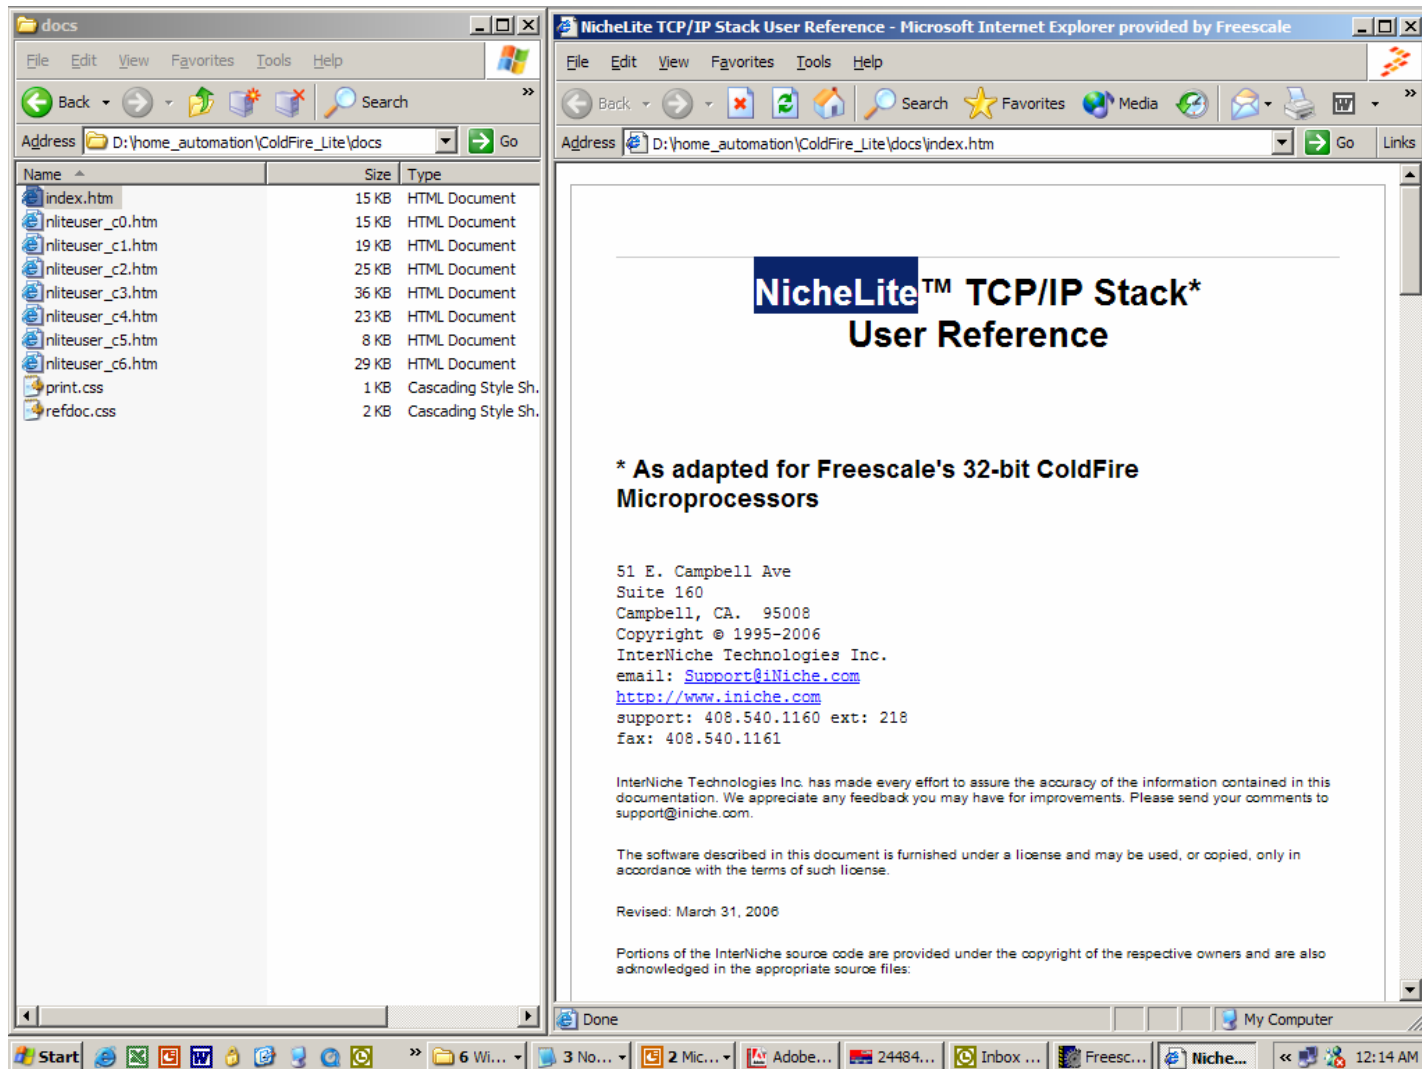 docs
File Edit View Favorites Tools Help
Back Search »
Address D:\home_automation\ColdFire_Lite\docs Go
Name Size Type
index.htm 15 KB HTML Document
nliteuser_c0.htm 15 KB HTML Document
nliteuser_c1.htm 19 KB HTML Document
nliteuser_c2.htm 25 KB HTML Document
nliteuser_c3.htm 36 KB HTML Document
nliteuser_c4.htm 23 KB HTML Document
nliteuser_c5.htm 8 KB HTML Document
nliteuser_c6.htm 29 KB HTML Document
print.css 1 KB Cascading Style Sh.
refdoc.css 2 KB Cascading Style Sh.
NicheLite TCP/IP Stack User Reference - Microsoft Internet Explorer provided by Freescale
File Edit View Favorites Tools Help
Back Search Favorites Media »
Address D:\home_automation\ColdFire_Lite\docs\index.htm Go Links
NicheLite™ TCP/IP Stack*
User Reference
* As adapted for Freescale's 32-bit ColdFire
Microprocessors
51 E. Campbell Ave
Suite 160
Campbell, CA. 95008
Copyright © 1995-2006
InterNiche Technologies Inc.
email: Support@iNiche.com
http://www.iniche.com
support: 408.540.1160 ext: 218
fax: 408.540.1161
InterNiche Technologies Inc. has made every effort to assure the accuracy of the information contained in this
documentation. We appreciate any feedback you may have for improvements. Please send your comments to
support@iniche.com.
The software described in this document is furnished under a license and may be used, or copied, only in
accordance with the terms of such license.
Revised: March 31, 2006
Portions of the InterNiche source code are provided under the copyright of the respective owners and are also
acknowledged in the appropriate source files:
Done My Computer
Start » 6 Wi... 3 No... 2 Mic... Adobe... 24484... Inbox ... Freesc... Niche... « 12:14 AM